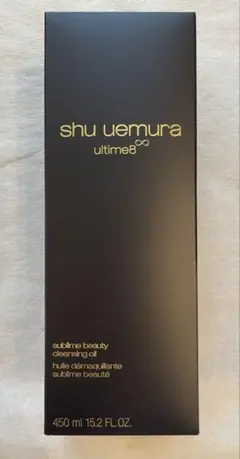 shu uemura
ultime8∞
sublime beauty
cleansing oil
huile démaquillante
sublime beauté
450 ml 15.2 FL.OZ.